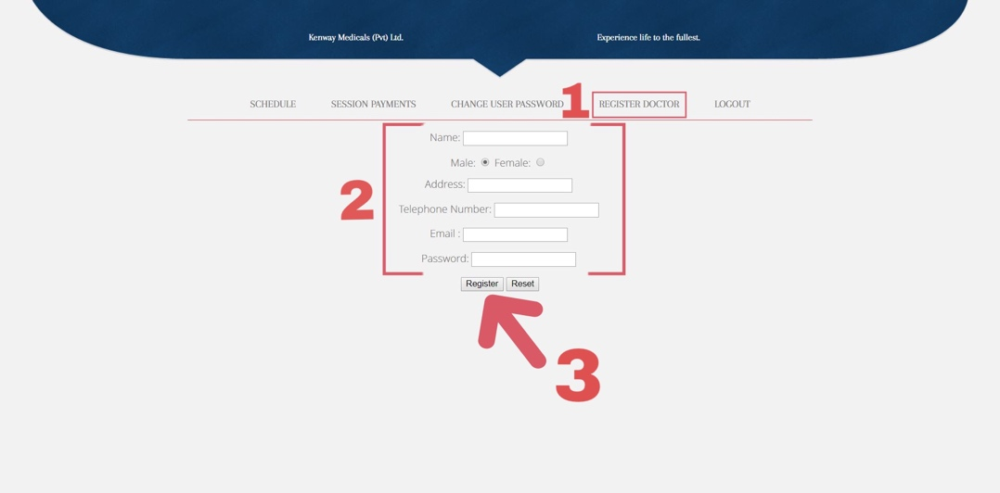 Kenway Medicals (Pvt) Ltd. Experience life to the fullest.
SCHEDULE SESSION PAYMENTS CHANGE USER PASSWORD 1 REGISTER DOCTOR LOGOUT
Name:
Male: Female:
2 Address:
Telephone Number:
Email :
Password:
Register Reset
3